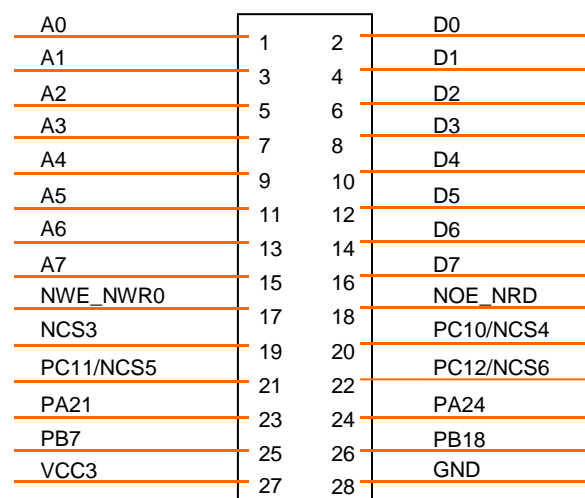 A0 1 2 D0
A1 3 4 D1
A2 5 6 D2
A3 7 8 D3
A4 9 10 D4
A5 11 12 D5
A6 13 14 D6
A7 15 16 D7
NWE_NWR0 17 18 NOE_NRD
NCS3 19 20 PC10/NCS4
PC11/NCS5 21 22 PC12/NCS6
PA21 23 24 PA24
PB7 25 26 PB18
VCC3 27 28 GND